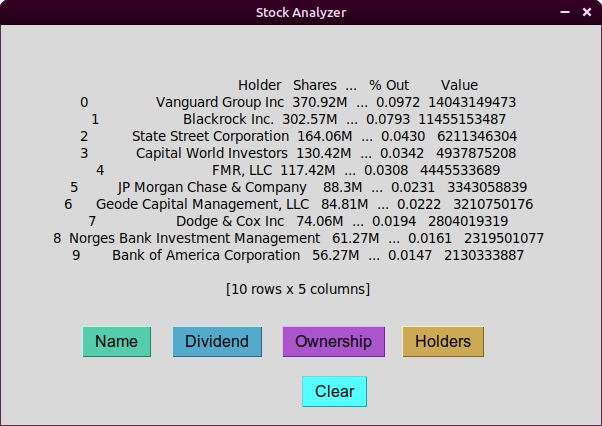 Stock Analyzer
Holder Shares ... % Out Value
0 Vanguard Group Inc 370.92M ... 0.0972 14043149473
1 Blackrock Inc. 302.57M ... 0.0793 11455153487
2 State Street Corporation 164.06M ... 0.0430 6211346304
3 Capital World Investors 130.42M ... 0.0342 4937875208
4 FMR, LLC 117.42M ... 0.0308 4445533689
5 JP Morgan Chase & Company 88.3M ... 0.0231 3343058839
6 Geode Capital Management, LLC 84.81M ... 0.0222 3210750176
7 Dodge & Cox Inc 74.06M ... 0.0194 2804019319
8 Norges Bank Investment Management 61.27M ... 0.0161 2319501077
9 Bank of America Corporation 56.27M ... 0.0147 2130333887
[10 rows x 5 columns]
Name Dividend Ownership Holders
Clear